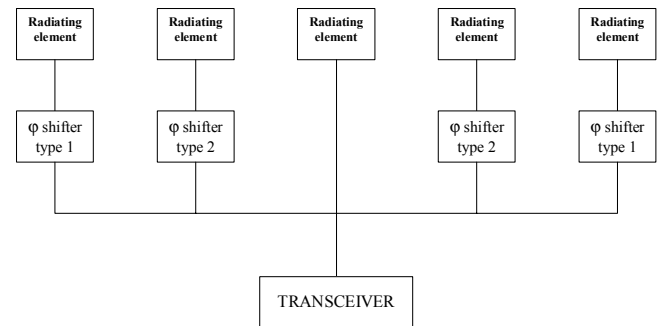 Radiating
element
Radiating
element
Radiating
element
Radiating
element
Radiating
element
φ shifter
type 1
φ shifter
type 2
φ shifter
type 2
φ shifter
type 1
TRANSCEIVER